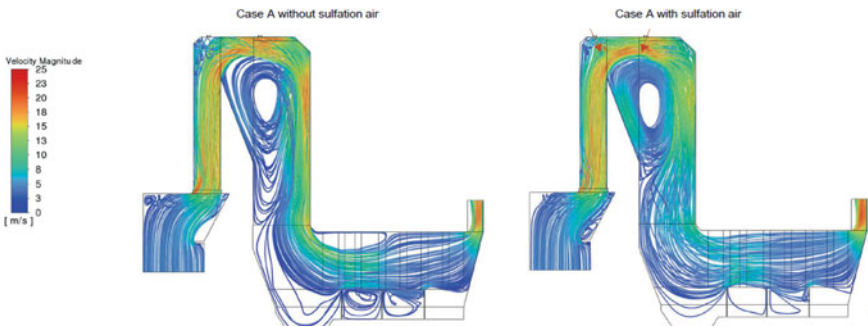 Case A without sulfation air
Case A with sulfation air
Velocity Magnitude
25
23
20
18
15
13
10
8
5
3
0
[ m/s ]